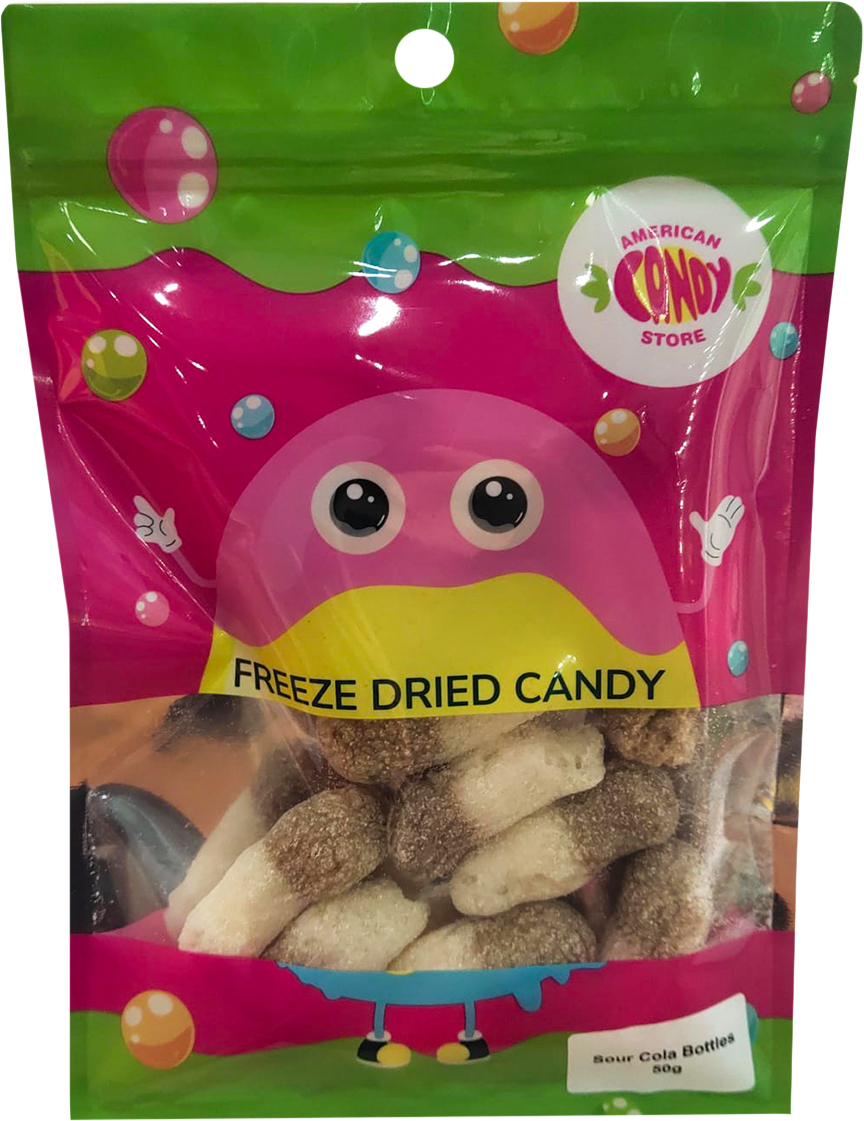 AMERICAN
CANDY
STORE
FREEZE DRIED CANDY
Sour Cola Bottles
50g